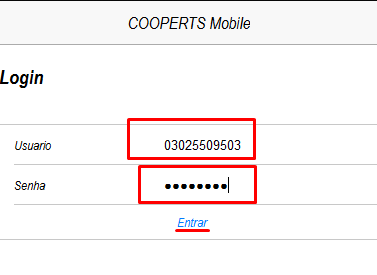 COOPERTS Mobile
Login
Usuario 03025509503
Senha ••••••••
Entrar